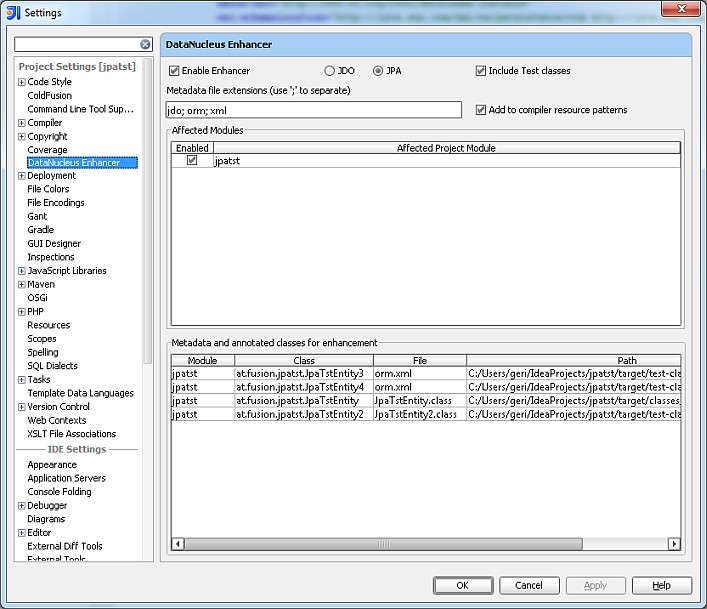 Settings
Project Settings [jpatst]
Code Style
ColdFusion
Command Line Tool Sup...
Compiler
Copyright
Coverage
DataNucleus Enhancer
Deployment
File Colors
File Encodings
Gant
Gradle
GUI Designer
Inspections
JavaScript Libraries
Maven
OSGi
PHP
Resources
Scopes
Spelling
SQL Dialects
Tasks
Template Data Languages
Version Control
Web Contexts
XSLT File Associations
IDE Settings
Appearance
Application Servers
Console Folding
Debugger
Diagrams
Editor
External Diff Tools
External Tools
DataNucleus Enhancer
Enable Enhancer JDO JPA Include Test classes
Metadata file extensions (use ';' to separate)
jdo; orm; xml Add to compiler resource patterns
Affected Modules
Enabled Affected Project Module
jpatst
Metadata and annotated classes for enhancement
Module Class File Path
jpatst at.fusion.jpatst.JpaTstEntity3 orm.xml C:/Users/geri/IdeaProjects/jpatst/target/test-cla
jpatst at.fusion.jpatst.JpaTstEntity4 orm.xml C:/Users/geri/IdeaProjects/jpatst/target/test-cla
jpatst at.fusion.jpatst.JpaTstEntity JpaTstEntity.class C:/Users/geri/IdeaProjects/jpatst/target/classes
jpatst at.fusion.jpatst.JpaTstEntity2 JpaTstEntity2.class C:/Users/geri/IdeaProjects/jpatst/target/test-cla
OK Cancel Apply Help